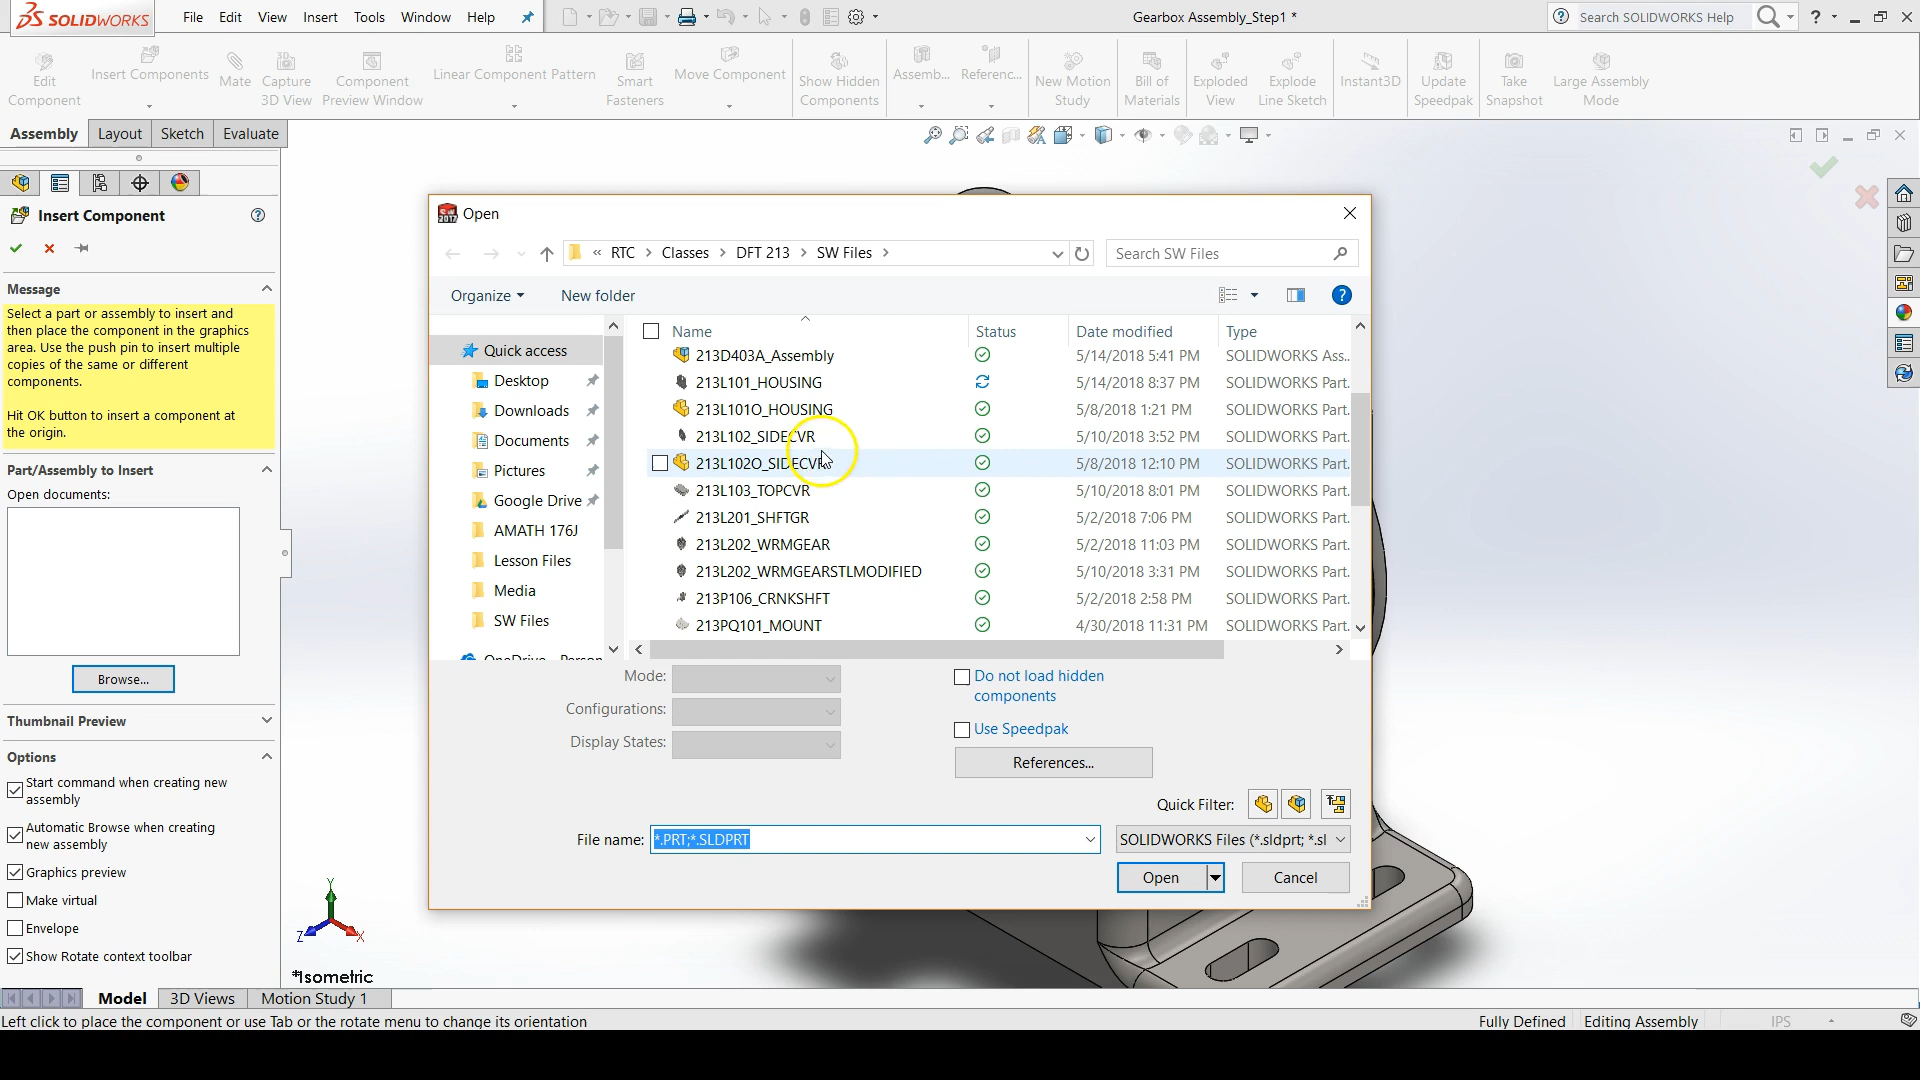 SOLIDWORKS File Edit View Insert Tools Window Help Gearbox Assembly_Step1 * Search SOLIDWORKS Help
Edit Component
Insert Components
Mate
Capture 3D View
Component Preview Window
Linear Component Pattern
Smart Fasteners
Move Component
Show Hidden Components
Assemb...
Referenc...
New Motion Study
Bill of Materials
Exploded View
Explode Line Sketch
Instant3D
Update Speedpak
Take Snapshot
Large Assembly Mode
Assembly Layout Sketch Evaluate
Insert Component
Message
Select a part or assembly to insert and
then place the component in the graphics
area. Use the push pin to insert multiple
copies of the same or different
components.
Hit OK button to insert a component at
the origin.
Part/Assembly to Insert
Open documents:
Browse...
Thumbnail Preview
Options
Start command when creating new
assembly
Automatic Browse when creating
new assembly
Graphics preview
Make virtual
Envelope
Show Rotate context toolbar
SW 2017 Open
« RTC > Classes > DFT 213 > SW Files >
Search SW Files
Organize New folder
Quick access
Desktop
Downloads
Documents
Pictures
Google Drive
AMATH 176J
Lesson Files
Media
SW Files
Name Status Date modified Type
213D403A_Assembly 5/14/2018 5:41 PM SOLIDWORKS Ass..
213L101_HOUSING 5/14/2018 8:37 PM SOLIDWORKS Part.
213L101O_HOUSING 5/8/2018 1:21 PM SOLIDWORKS Part.
213L102_SIDECVR 5/10/2018 3:52 PM SOLIDWORKS Part.
213L102O_SIDECVR 5/8/2018 12:10 PM SOLIDWORKS Part.
213L103_TOPCVR 5/10/2018 8:01 PM SOLIDWORKS Part.
213L201_SHFTGR 5/2/2018 7:06 PM SOLIDWORKS Part.
213L202_WRMGEAR 5/2/2018 11:03 PM SOLIDWORKS Part.
213L202_WRMGEARSTLMODIFIED 5/10/2018 3:31 PM SOLIDWORKS Part.
213P106_CRNKSHFT 5/2/2018 2:58 PM SOLIDWORKS Part.
213PQ101_MOUNT 4/30/2018 11:31 PM SOLIDWORKS Part.
Mode:
Configurations:
Display States:
Do not load hidden
components
Use Speedpak
References...
Quick Filter:
File name: *.PRT;*.SLDPRT SOLIDWORKS Files (*.sldprt; *.sl
Open Cancel
Y
Z X
*Isometric
Model 3D Views Motion Study 1
Left click to place the component or use Tab or the rotate menu to change its orientation Fully Defined Editing Assembly IPS